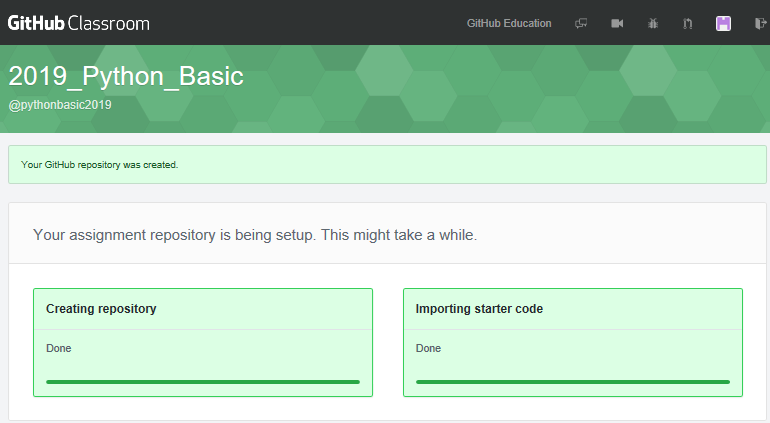 GitHub Classroom
GitHub Education
2019_Python_Basic
@pythonbasic2019
Your GitHub repository was created.
Your assignment repository is being setup. This might take a while.
Creating repository
Importing starter code
Done
Done